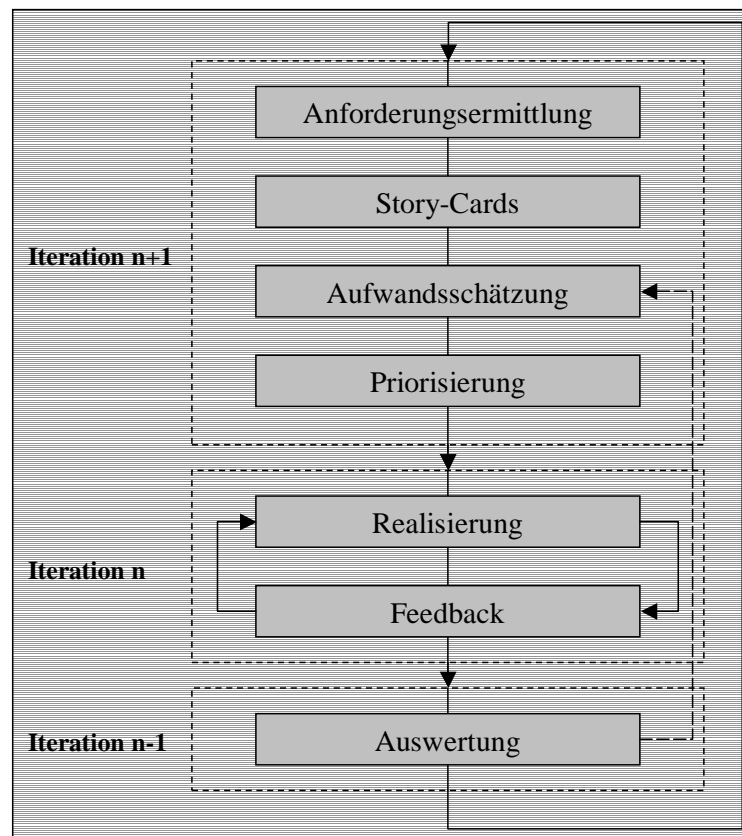 Anforderungsermittlung
Story-Cards
Iteration n+1
Aufwandsschätzung
Priorisierung
Realisierung
Iteration n
Feedback
Iteration n-1
Auswertung